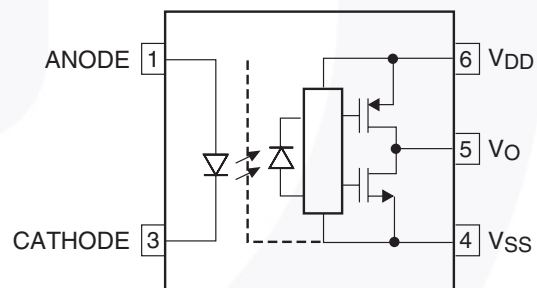 ANODE 1
CATHODE 3
6 VDD
5 VO
4 VSS